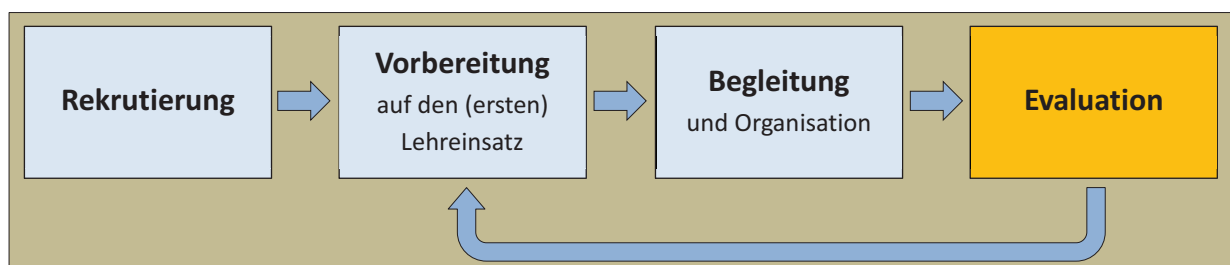 Rekrutierung
Vorbereitung
auf den (ersten)
Lehreinsatz
Begleitung
und Organisation
Evaluation